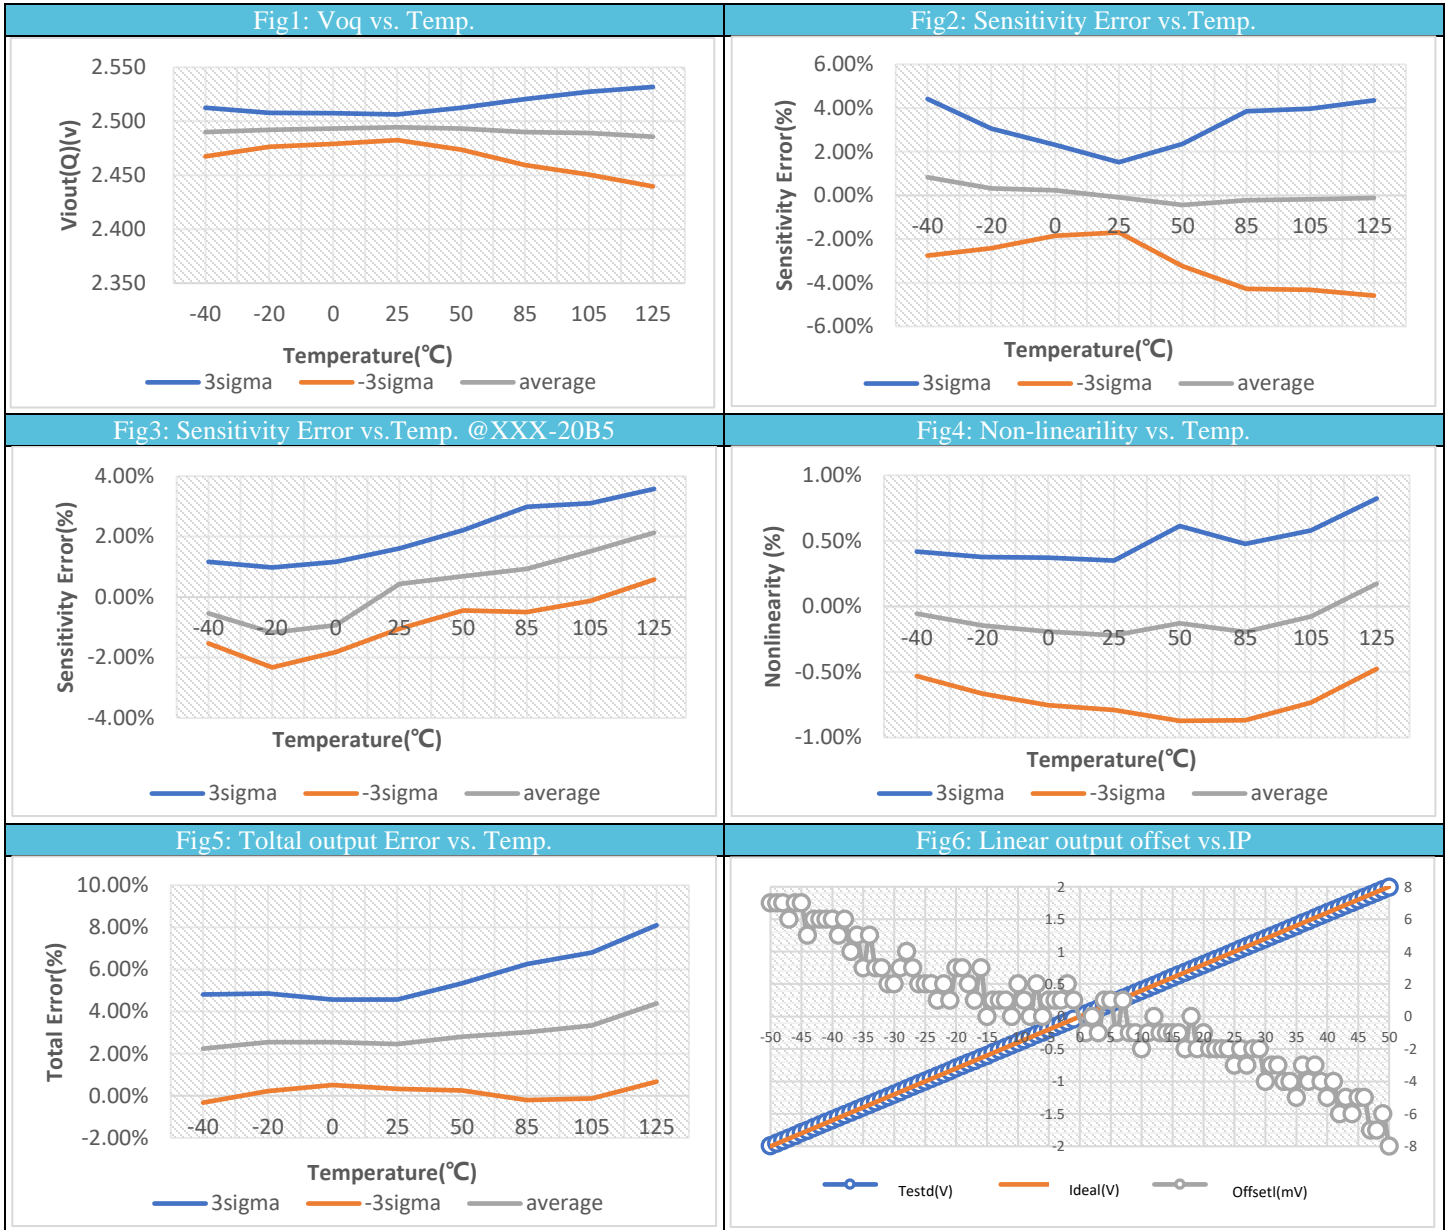 Fig1: Voq vs. Temp.
2.550
2.500
2.450
2.400
2.350
Viout(Q)(v)
-40 -20 0 25 50 85 105 125
Temperature(℃)
3sigma -3sigma average
Fig2: Sensitivity Error vs.Temp.
6.00%
4.00%
2.00%
0.00%
-2.00%
-4.00%
-6.00%
Sensitivity Error(%)
-40 -20 0 25 50 85 105 125
Temperature(℃)
3sigma -3sigma average
Fig3: Sensitivity Error vs.Temp. @XXX-20B5
4.00%
2.00%
0.00%
-2.00%
-4.00%
Sensitivity Error(%)
-40 -20 0 25 50 85 105 125
Temperature(℃)
3sigma -3sigma average
Fig4: Non-linearility vs. Temp.
1.00%
0.50%
0.00%
-0.50%
-1.00%
Nonlinearity (%)
-40 -20 0 25 50 85 105 125
Temperature(℃)
3sigma -3sigma average
Fig5: Toltal output Error vs. Temp.
10.00%
8.00%
6.00%
4.00%
2.00%
0.00%
-2.00%
Total Error(%)
-40 -20 0 25 50 85 105 125
Temperature(℃)
3sigma -3sigma average
Fig6: Linear output offset vs.IP
2
1.5
1
0.5
0
-0.5
-1
-1.5
-2
8
6
4
2
0
-2
-4
-6
-8
-50 -45 -40 -35 -30 -25 -20 -15 -10 -5 0 5 10 15 20 25 30 35 40 45 50
Testd(V) Ideal(V) OffsetI(mV)